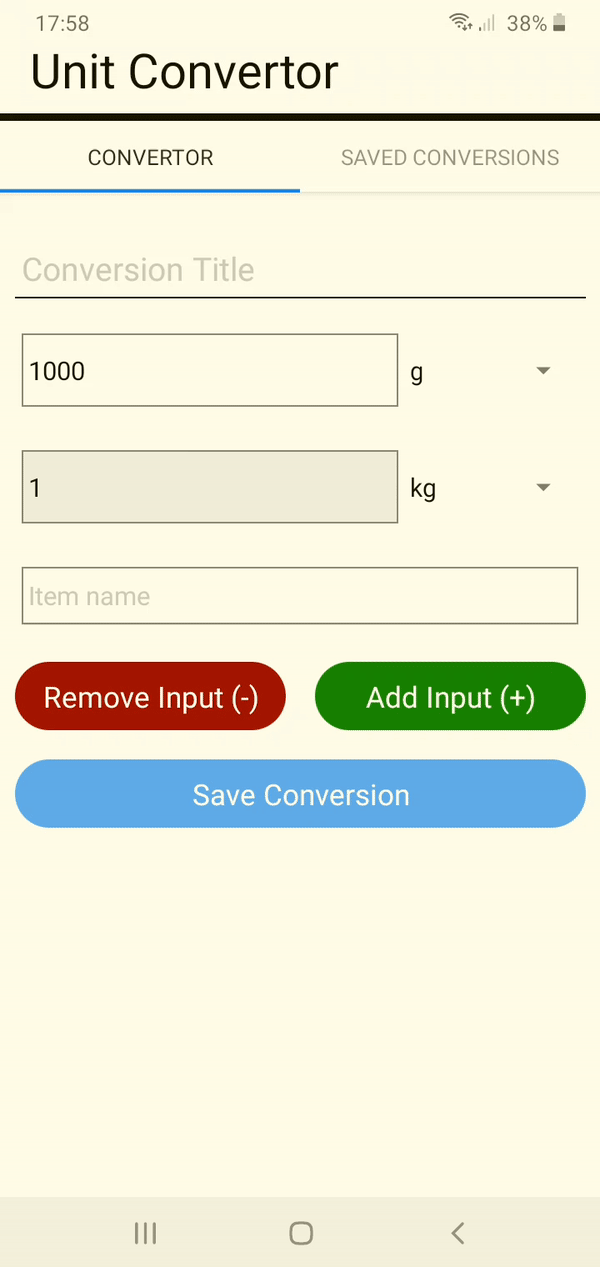 17:58 38%
Unit Convertor
CONVERTOR SAVED CONVERSIONS
Conversion Title
1000 g
1 kg
Item name
Remove Input (-) Add Input (+)
Save Conversion